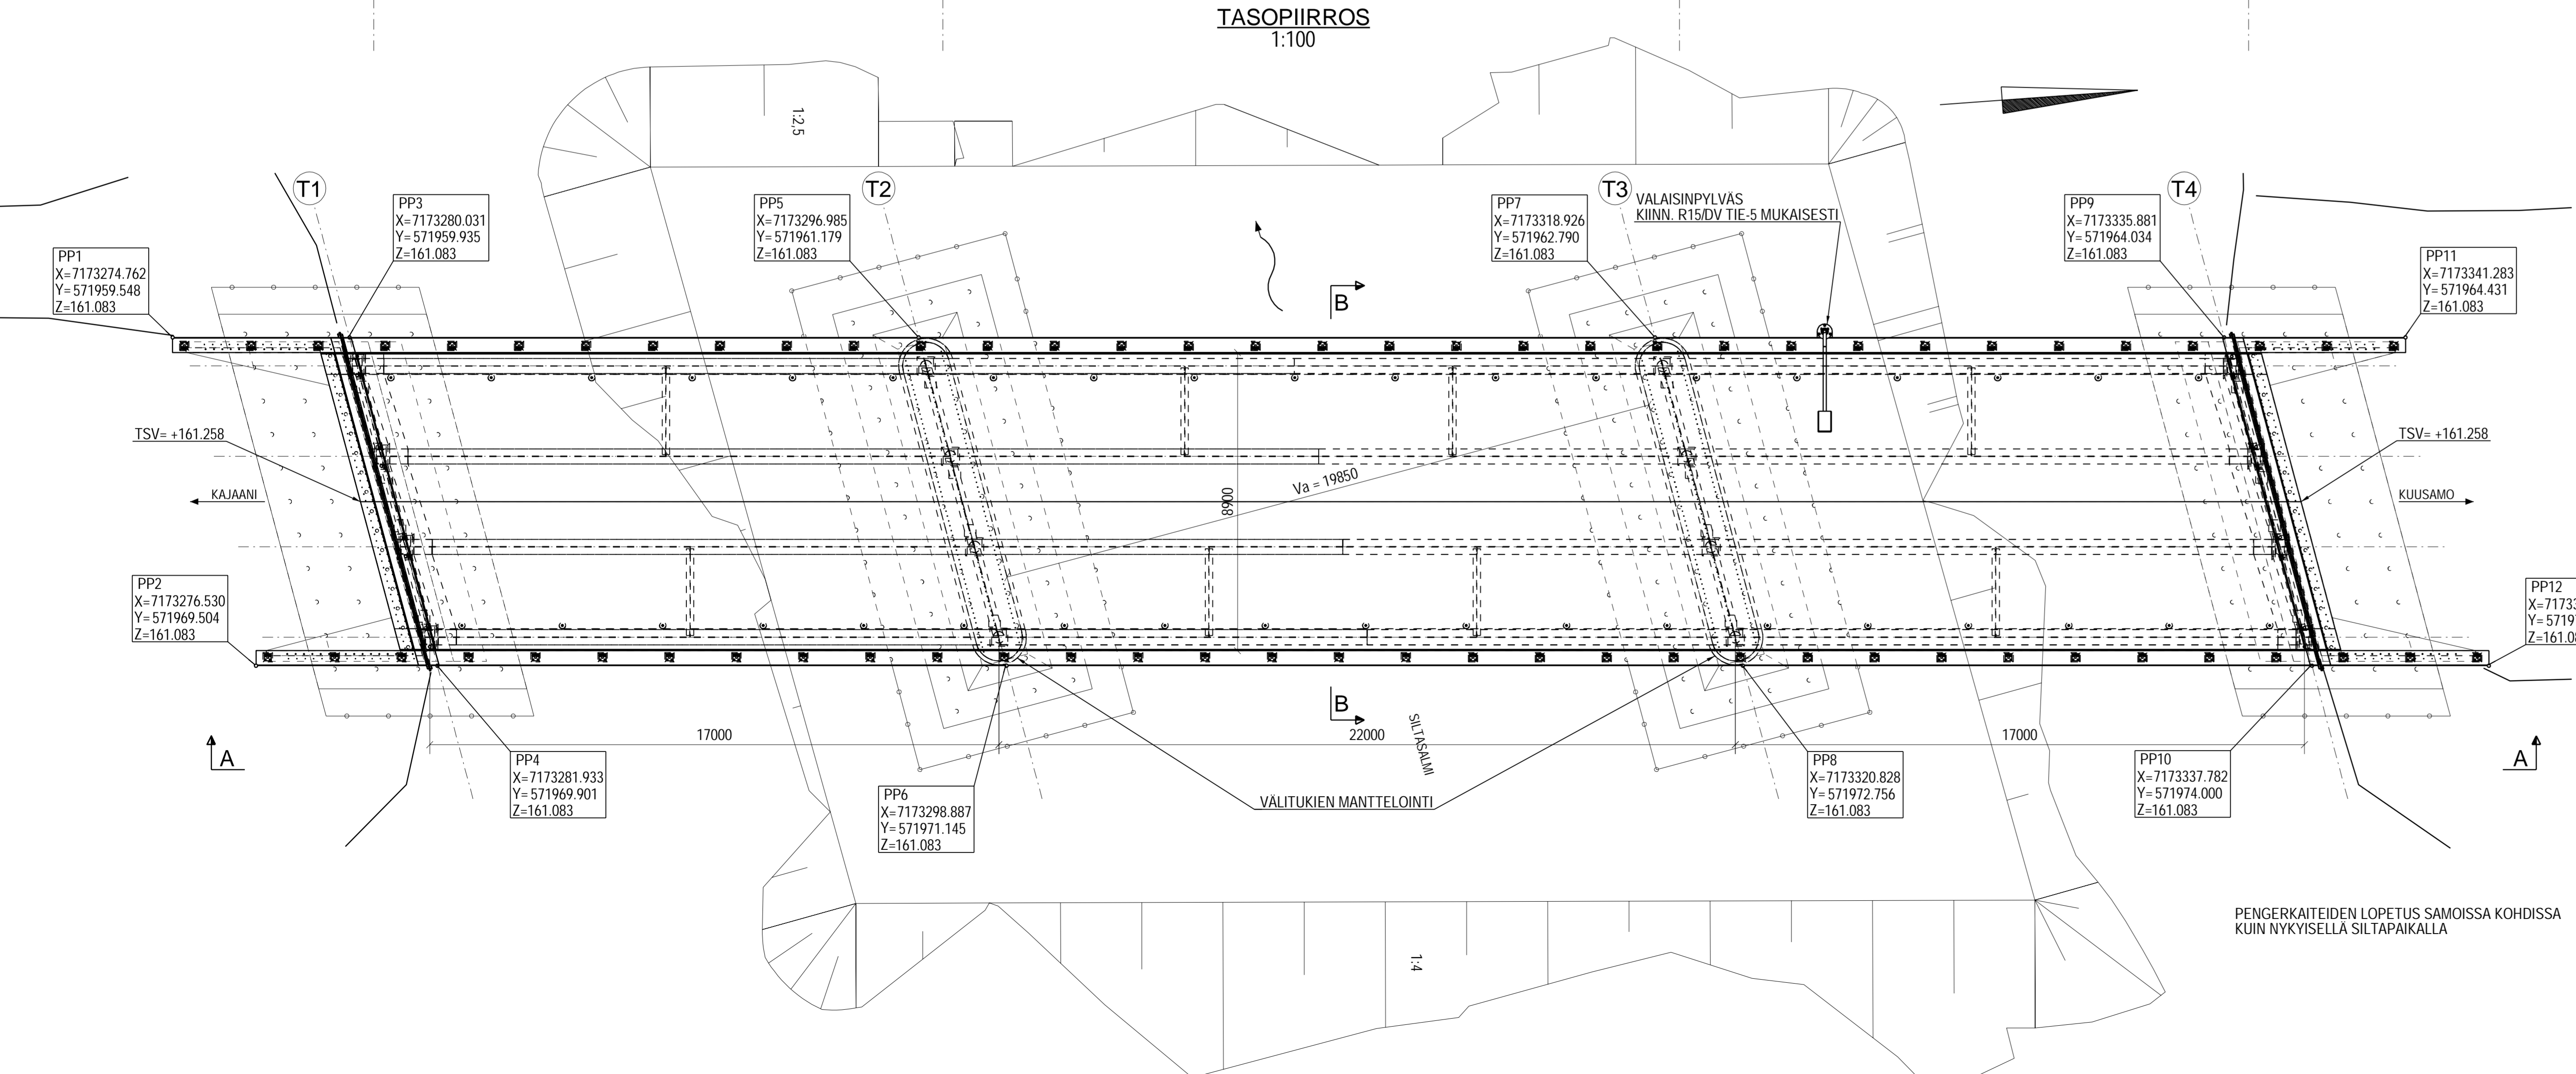 TASOPIIRROS
1:100
1:2,5
T1
T2
T3
T4
PP3
X=7173280.031
Y=571959.935
Z=161.083
PP5
X=7173296.985
Y=571961.179
Z=161.083
PP7
X=7173318.926
Y=571962.790
Z=161.083
VALAISINPYLVÄS
KIINN. R15/DV TIE-5 MUKAISESTI
PP9
X=7173335.881
Y=571964.034
Z=161.083
PP1
X=7173274.762
Y=571959.548
Z=161.083
PP11
X=7173341.283
Y=571964.431
Z=161.083
B
TSV= +161.258
TSV= +161.258
KAJAANI
KUUSAMO
Va = 19850
8900
PP2
X=7173276.530
Y=571969.504
Z=161.083
PP12
X=71733
Y=5719
Z=161.08
B
SILTASALMI
17000
22000
17000
A
A
PP4
X=7173281.933
Y=571969.901
Z=161.083
PP6
X=7173298.887
Y=571971.145
Z=161.083
VÄLITUKIEN MANTTELOINTI
PP8
X=7173320.828
Y=571972.756
Z=161.083
PP10
X=7173337.782
Y=571974.000
Z=161.083
PENGERKAITEIDEN LOPETUS SAMOISSA KOHDISSA
KUIN NYKYISELLÄ SILTAPAIKALLA
1:4